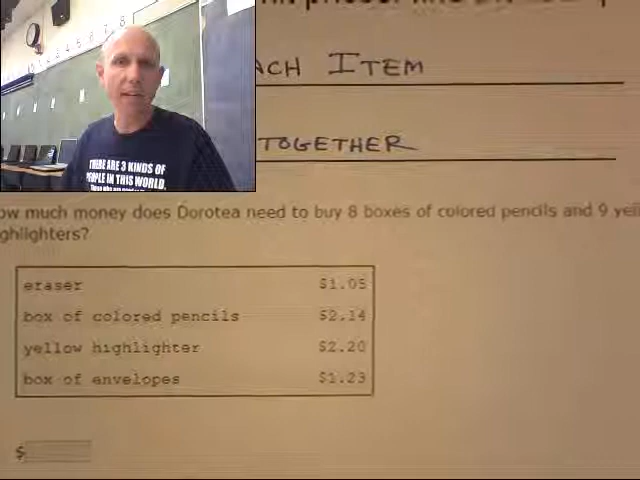 ACH ITEM
TOGETHER
THERE ARE 3 KINDS OF
PEOPLE IN THIS WORLD.
ow much money does Dorotea need to buy 8 boxes of colored pencils and 9 yell
ghlighters?
eraser $1.05
box of colored pencils $2.14
yellow highlighter $2.20
box of envelopes $1.23
$